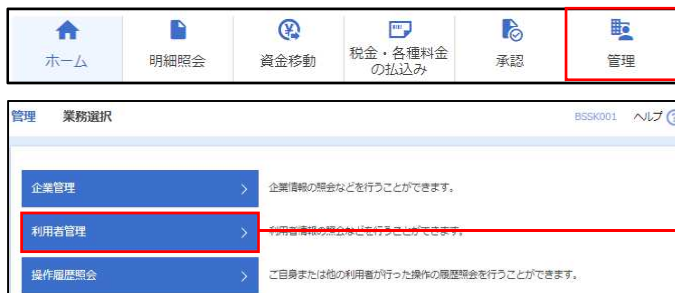 ホーム
明細照会
資金移動
税金・各種料金
の払込み
承認
管理
管理 業務選択 BSSK001 ヘルプ ?
企業管理 > 企業情報の照会などを行うことができます。
利用者管理 > 利用者情報の照会などを行うことができます。
操作履歴照会 > ご自身または他の利用者が行った操作の履歴照会を行うことができます。